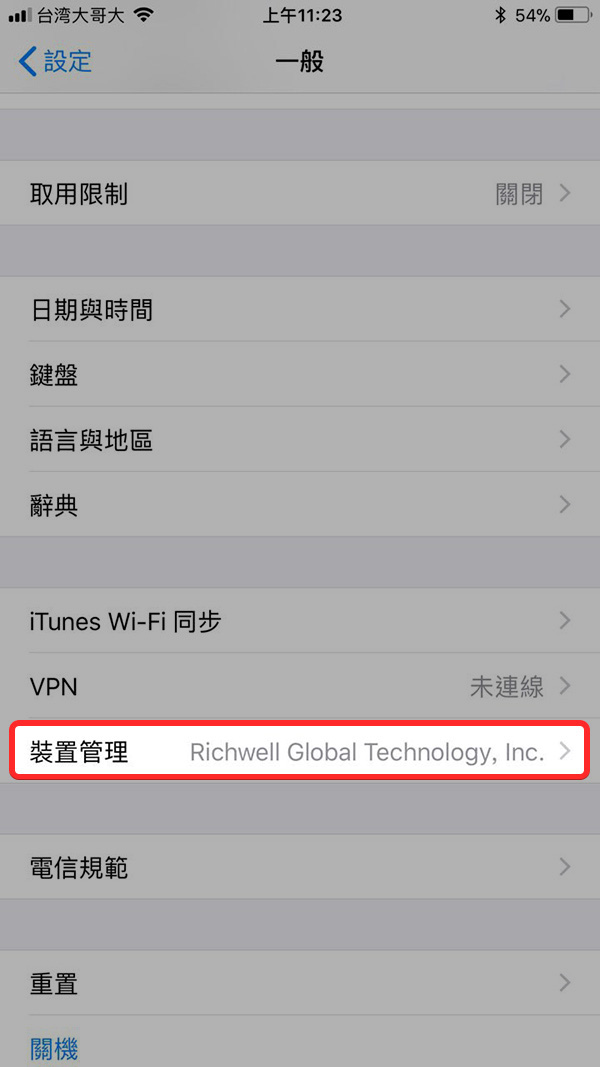 台湾大哥大 上午11:23 54%
設定 一般
取用限制 關閉
日期與時間
鍵盤
語言與地區
辭典
iTunes Wi-Fi 同步
VPN 未連線
裝置管理 Richwell Global Technology, Inc.
電信規範
重置
關機